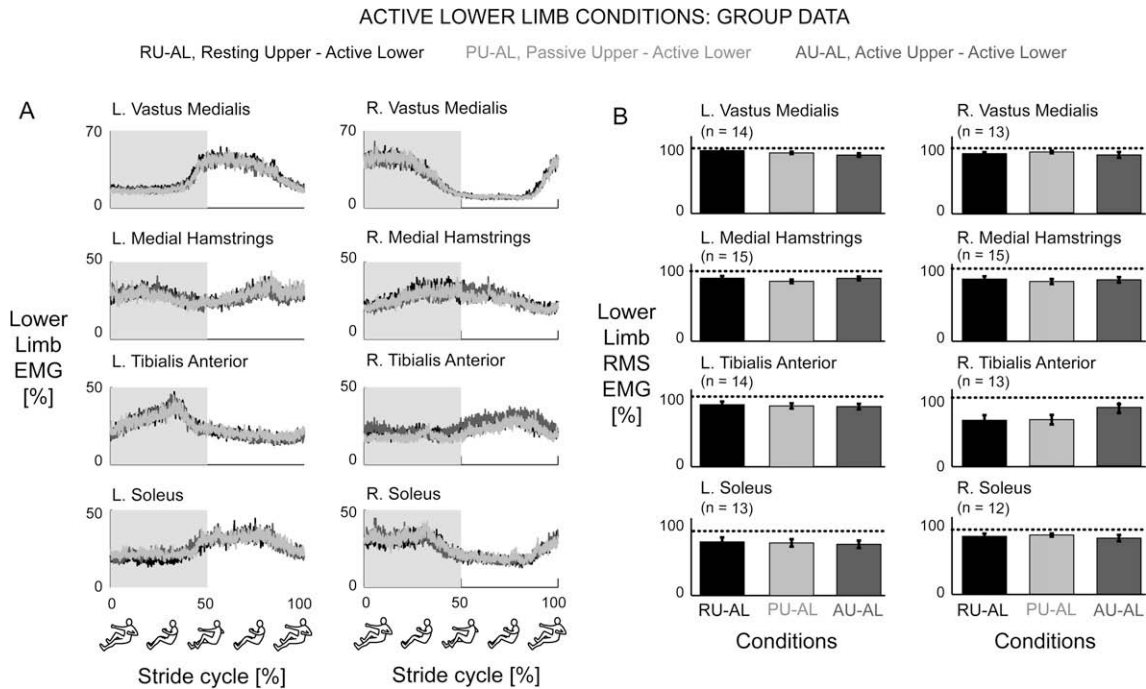 ACTIVE LOWER LIMB CONDITIONS: GROUP DATA
RU-AL, Resting Upper - Active Lower
PU-AL, Passive Upper - Active Lower
AU-AL, Active Upper - Active Lower
A
L. Vastus Medialis
70
0
R. Vastus Medialis
70
0
0
50
100
L. Medial Hamstrings
50
0
R. Medial Hamstrings
50
0
Lower
Limb
EMG
[%]
L. Tibialis Anterior
50
0
R. Tibialis Anterior
50
0
L. Soleus
50
0
0
50
100
R. Soleus
50
0
0
50
100
Stride cycle [%]
Stride cycle [%]
B
L. Vastus Medialis
(n = 14)
100
0
R. Vastus Medialis
(n = 13)
100
0
L. Medial Hamstrings
(n = 15)
100
0
R. Medial Hamstrings
(n = 15)
100
0
Lower
Limb
RMS
EMG
[%]
L. Tibialis Anterior
(n = 14)
100
0
R. Tibialis Anterior
(n = 13)
100
0
L. Soleus
(n = 13)
100
0
RU-AL
PU-AL
AU-AL
R. Soleus
(n = 12)
100
0
RU-AL
PU-AL
AU-AL
Conditions
Conditions